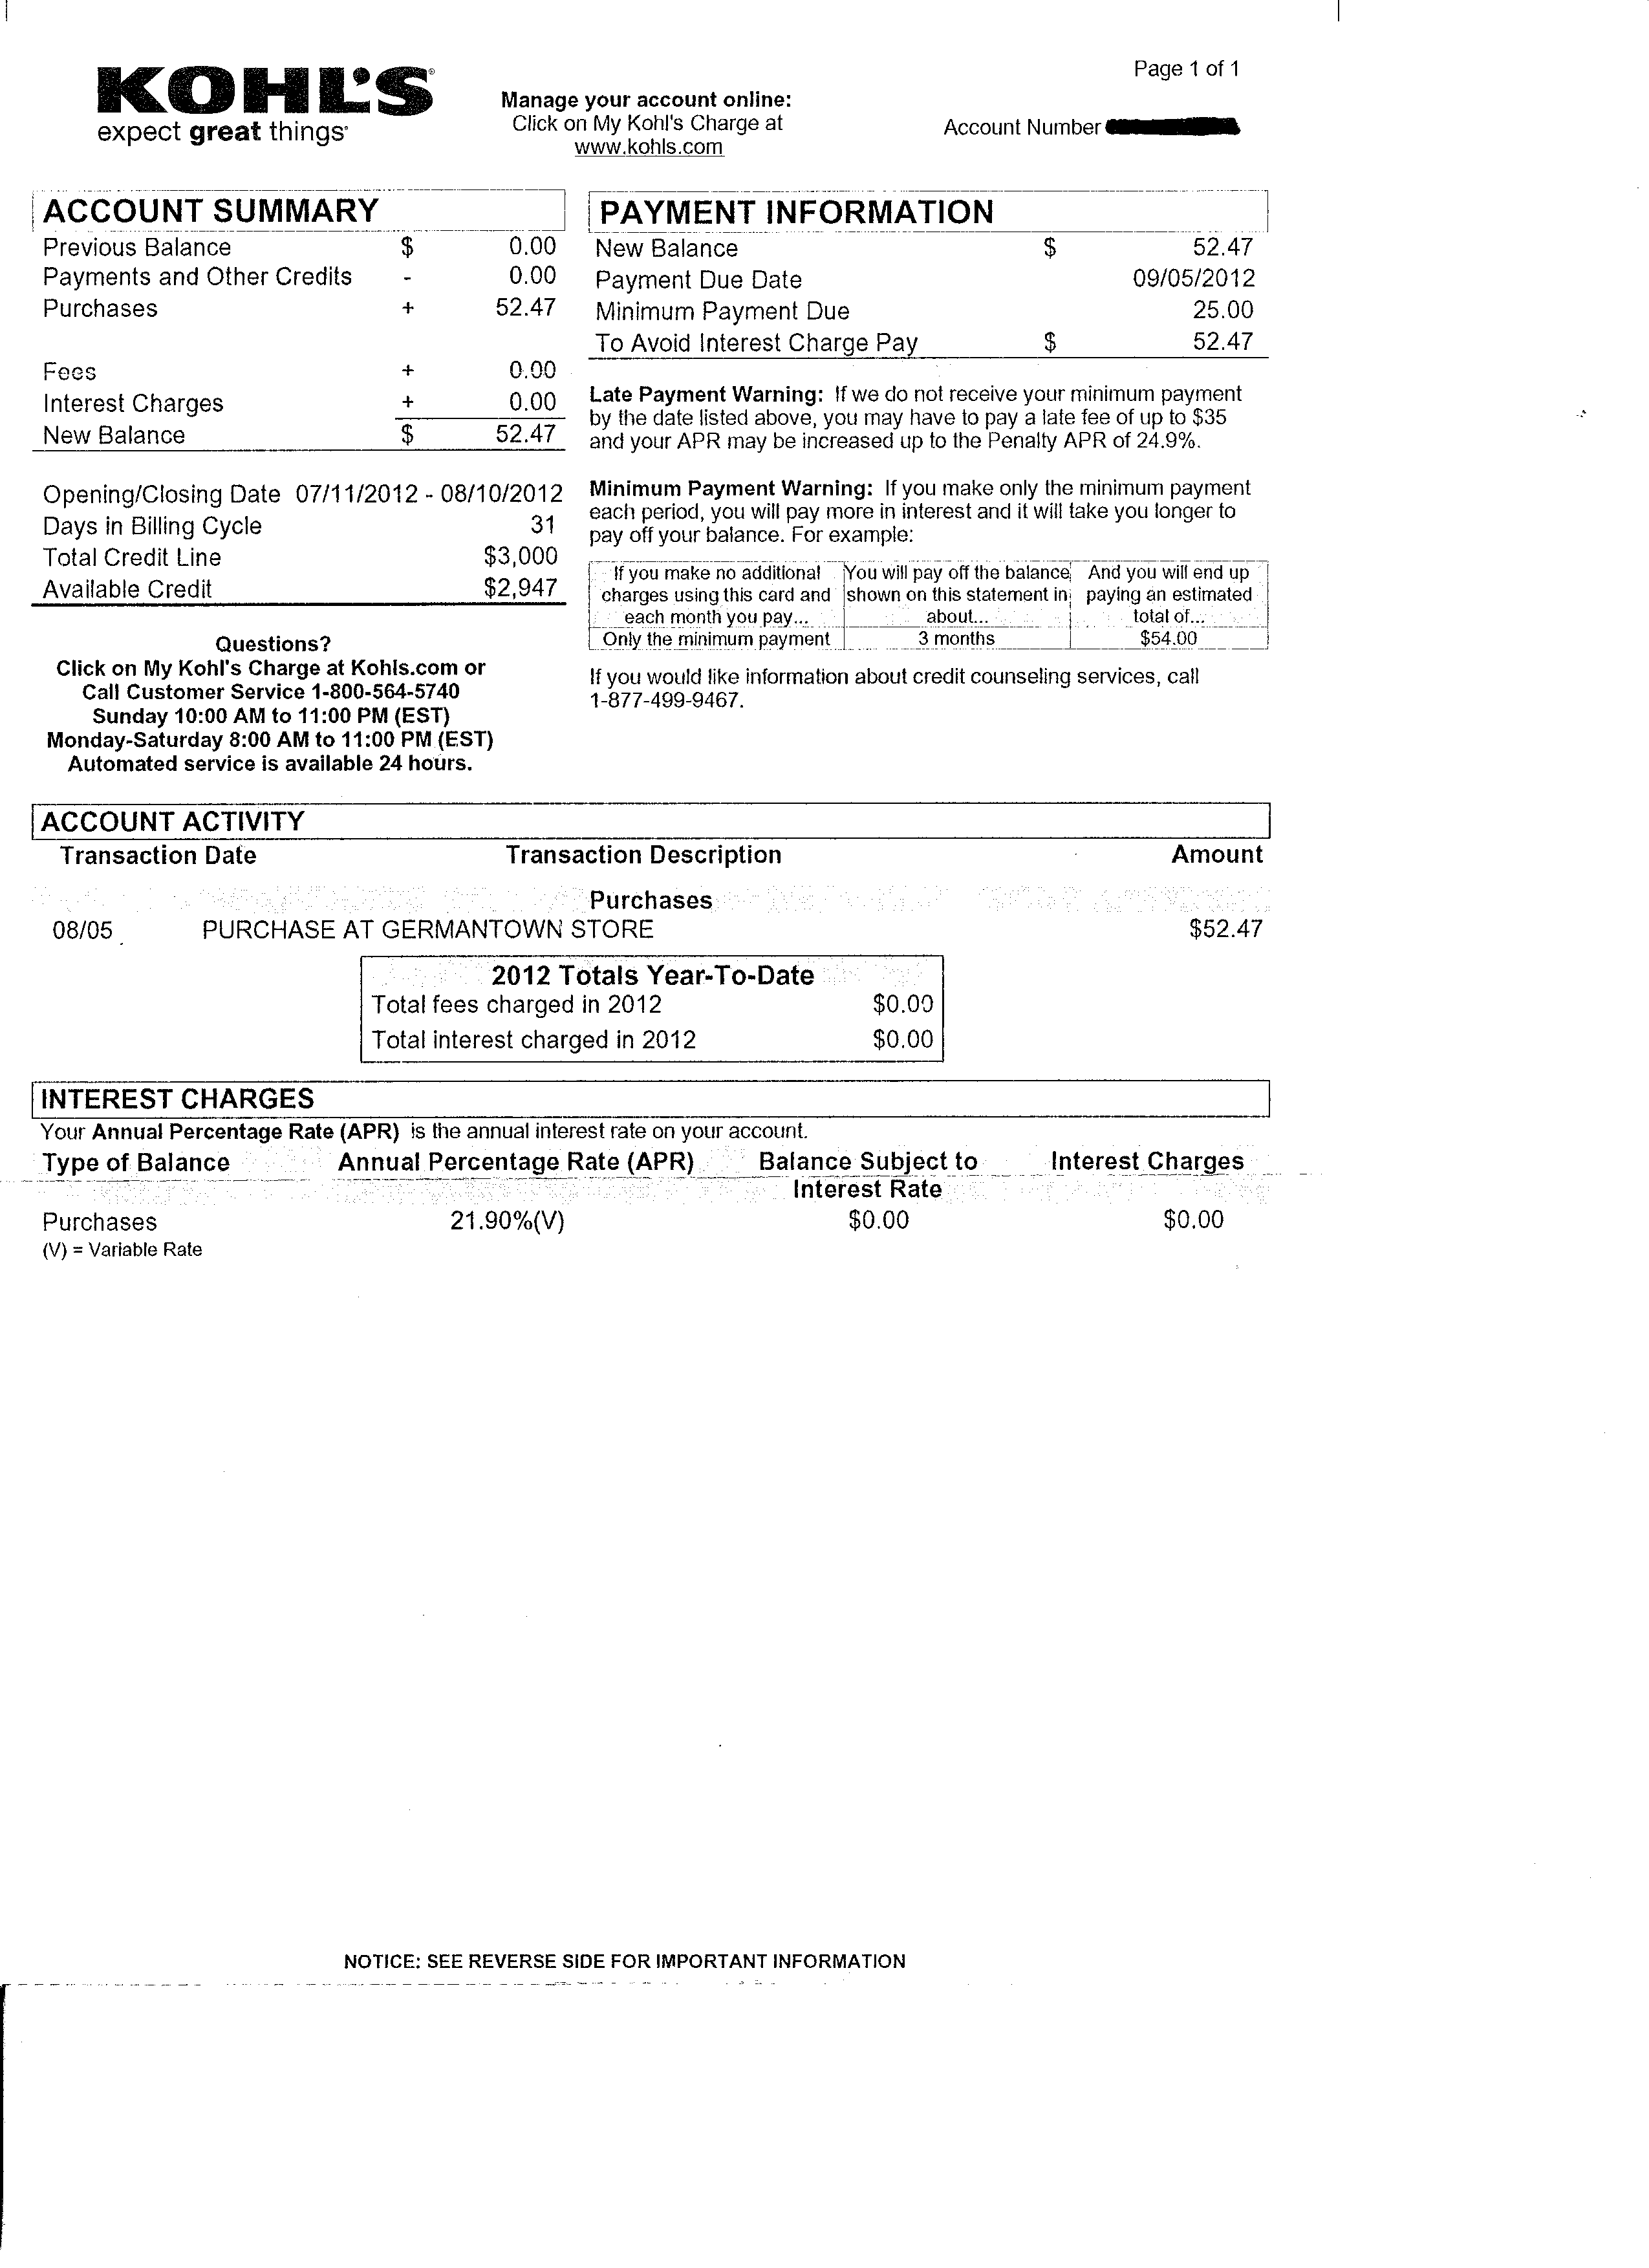 KOHL'S
expect great things
Manage your account online:
Click on My Kohl's Charge at
www.kohls.com
Page 1 of 1
Account Number
ACCOUNT SUMMARY
Previous Balance $ 0.00
Payments and Other Credits - 0.00
Purchases + 52.47
Fees + 0.00
Interest Charges + 0.00
New Balance $ 52.47
Opening/Closing Date 07/11/2012 - 08/10/2012
Days in Billing Cycle 31
Total Credit Line $3,000
Available Credit $2,947
Questions?
Click on My Kohl's Charge at Kohls.com or
Call Customer Service 1-800-564-5740
Sunday 10:00 AM to 11:00 PM (EST)
Monday-Saturday 8:00 AM to 11:00 PM (EST)
Automated service is available 24 hours.
PAYMENT INFORMATION
New Balance $ 52.47
Payment Due Date 09/05/2012
Minimum Payment Due 25.00
To Avoid Interest Charge Pay $ 52.47
Late Payment Warning: If we do not receive your minimum payment
by the date listed above, you may have to pay a late fee of up to $35
and your APR may be increased up to the Penalty APR of 24.9%.
Minimum Payment Warning: If you make only the minimum payment
each period, you will pay more in interest and it will take you longer to
pay off your balance. For example:
If you make no additional You will pay off the balance And you will end up
charges using this card and shown on this statement in paying an estimated
each month you pay... about... total of...
Only the minimum payment 3 months $54.00
If you would like information about credit counseling services, call
1-877-499-9467.
ACCOUNT ACTIVITY
Transaction Date Transaction Description Amount
Purchases
08/05 PURCHASE AT GERMANTOWN STORE $52.47
2012 Totals Year-To-Date
Total fees charged in 2012 $0.00
Total interest charged in 2012 $0.00
INTEREST CHARGES
Your Annual Percentage Rate (APR) is the annual interest rate on your account.
Type of Balance Annual Percentage Rate (APR) Balance Subject to Interest Charges
Interest Rate
Purchases 21.90%(V) $0.00 $0.00
(V) = Variable Rate
NOTICE: SEE REVERSE SIDE FOR IMPORTANT INFORMATION